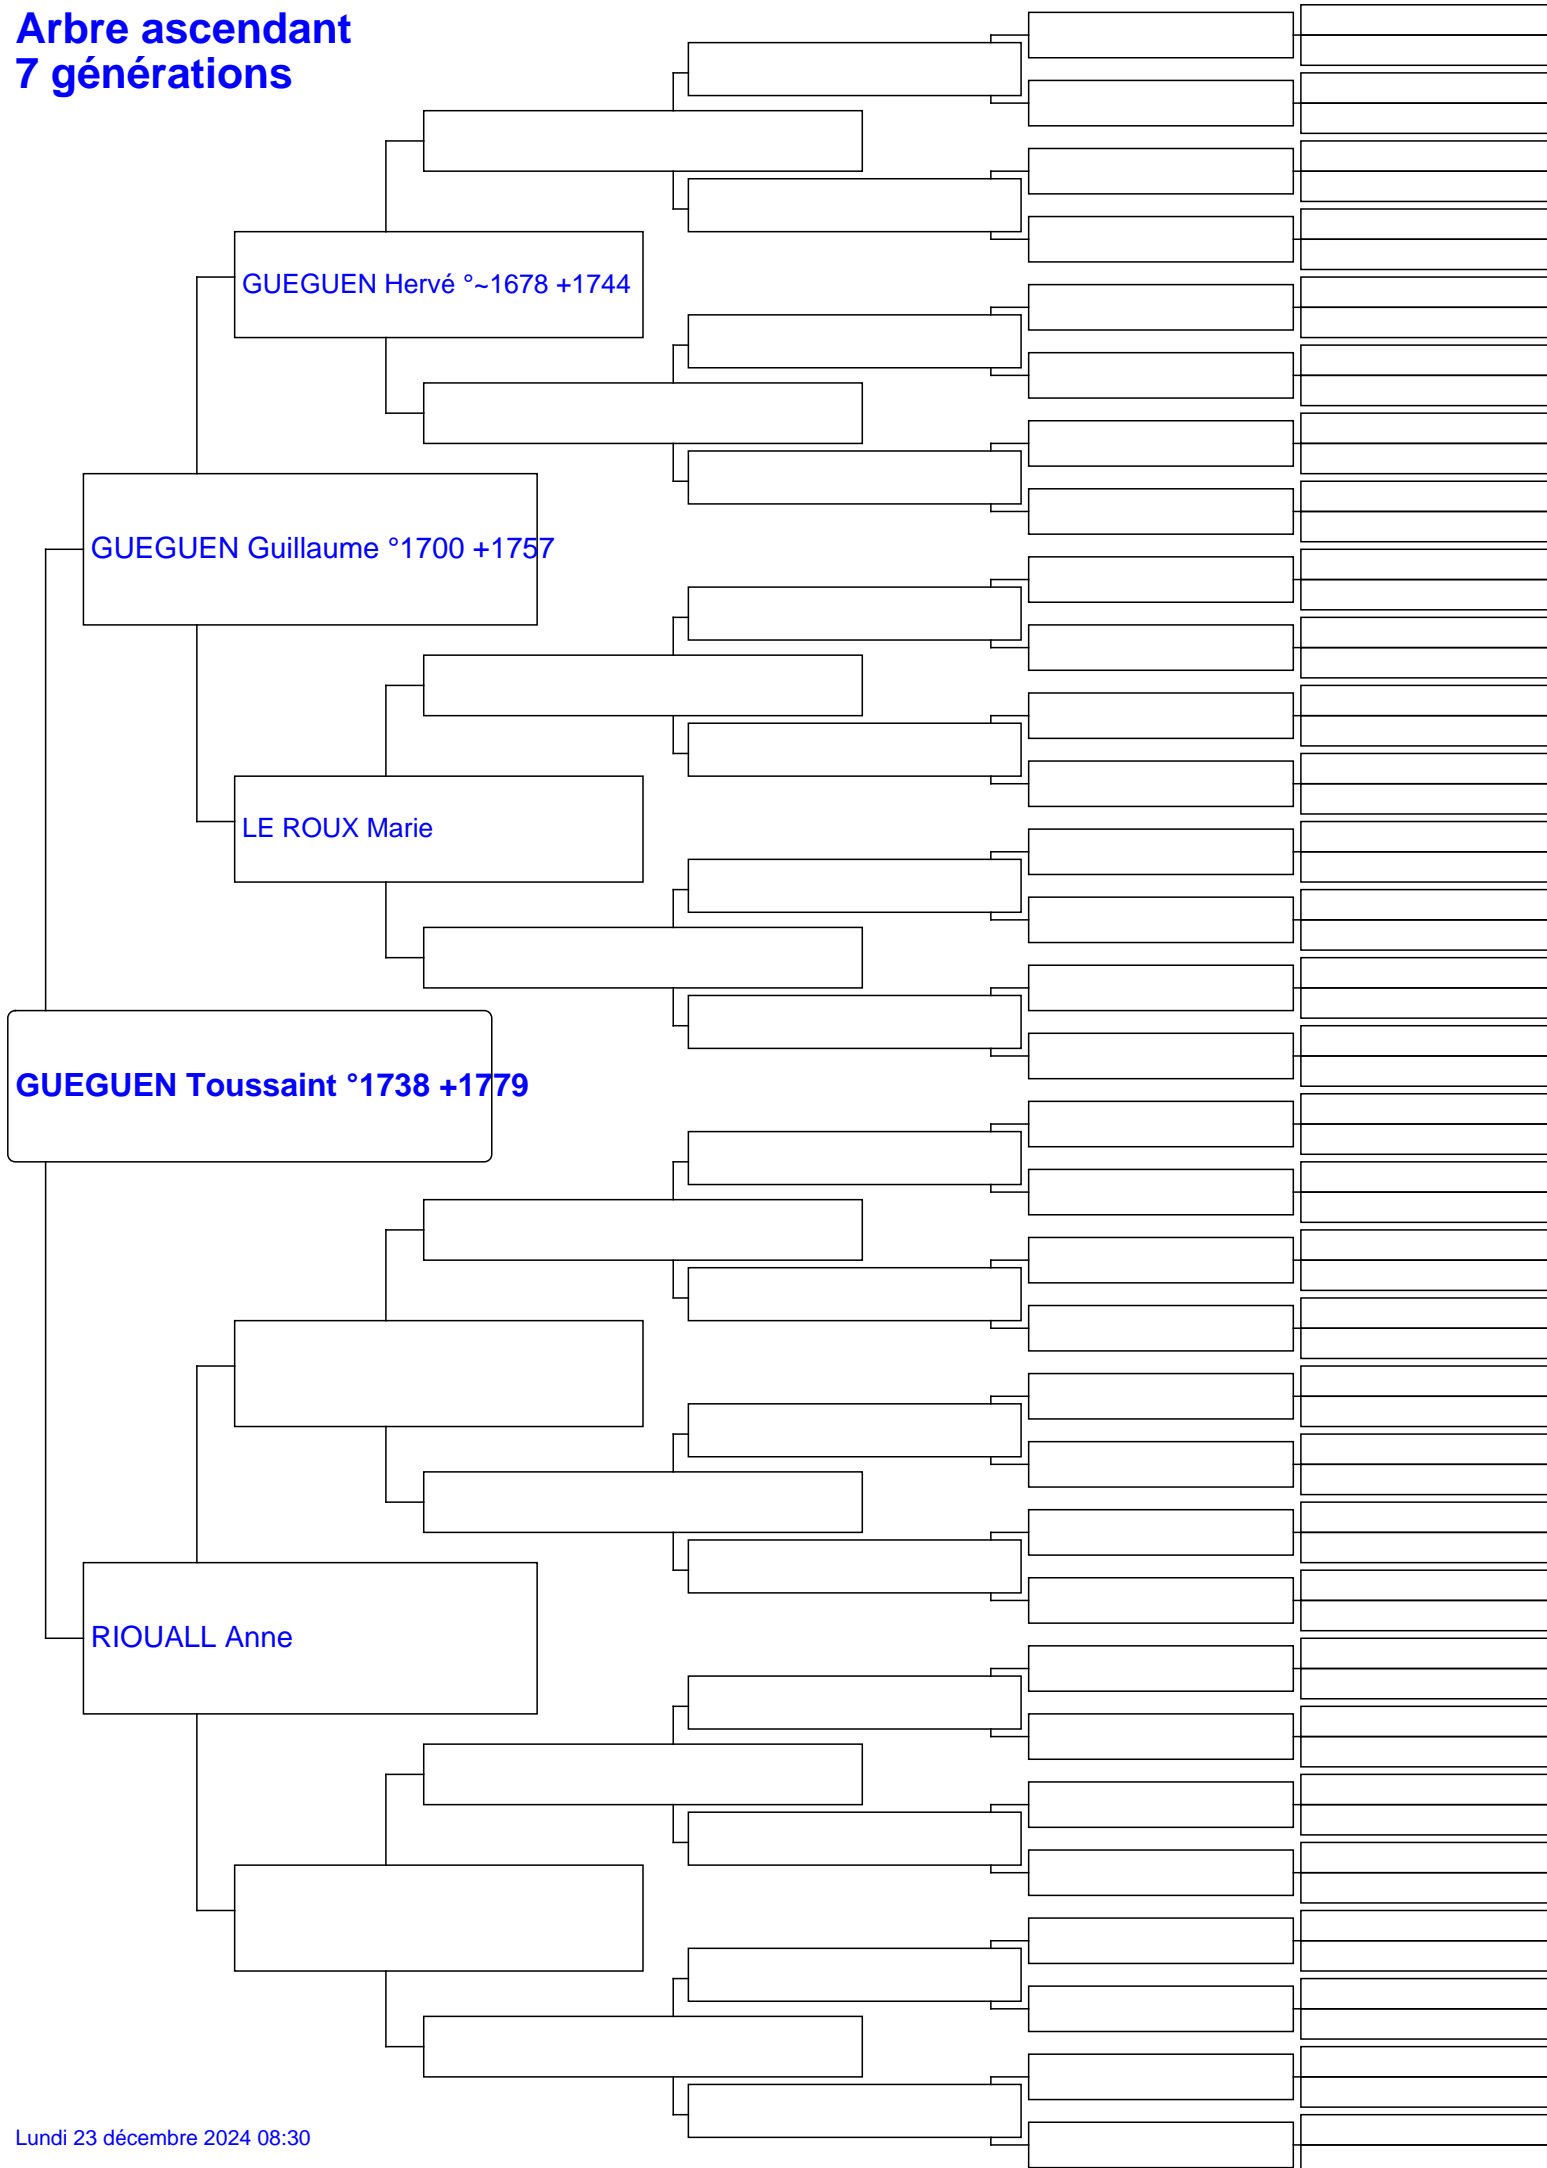 Arbre ascendant
7 générations
GUEGUEN Hervé °~1678 +1744
GUEGUEN Guillaume °1700 +1757
LE ROUX Marie
GUEGUEN Toussaint °1738 +1779
RIOUALL Anne
Lundi 23 décembre 2024 08:30